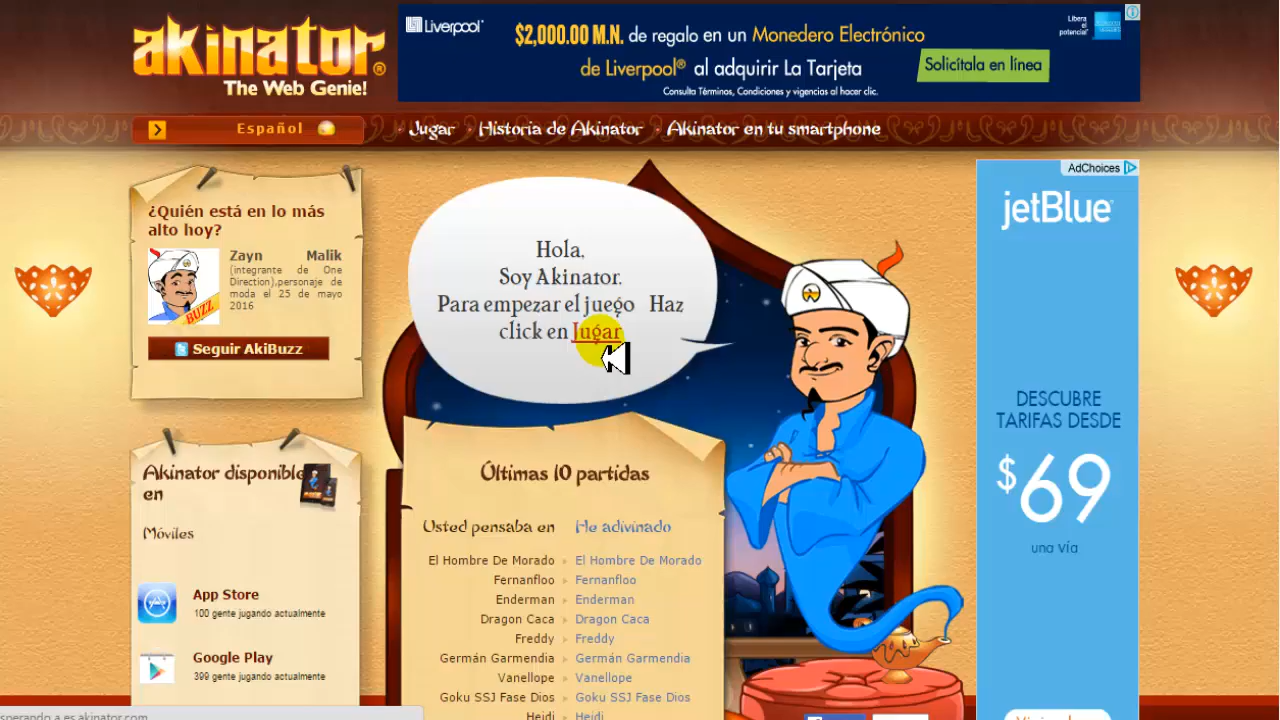 akinator®
The Web Genie!
Liverpool
$2,000.00 M.N. de regalo en un Monedero Electrónico
de Liverpool® al adquirir La Tarjeta
Consulta Términos, Condiciones y vigencias al hacer clic.
Solicítala en línea
Libera
el
potencial
Español
Jugar · Historia de Akinator · Akinator en tu smartphone
¿Quién está en lo más
alto hoy?
Zayn Malik
(integrante de One
Direction),personaje de
moda el 25 de mayo
2016
BUZZ
Seguir AkiBuzz
Hola,
Soy Akinator.
Para empezar el juego Haz
click en Jugar
AdChoices
jetBlue
DESCUBRE
TARIFAS DESDE
$69
una vía
Akinator disponible
en
Móviles
App Store
100 gente jugando actualmente
Google Play
399 gente jugando actualmente
Últimas 10 partidas
Usted pensaba en He adivinado
El Hombre De Morado El Hombre De Morado
Fernanfloo Fernanfloo
Enderman Enderman
Dragon Caca Dragon Caca
Freddy Freddy
Germán Garmendia Germán Garmendia
Vanellope Vanellope
Goku SSJ Fase Dios Goku SSJ Fase Dios
Heidi Heidi
sperando a es.akinator.com